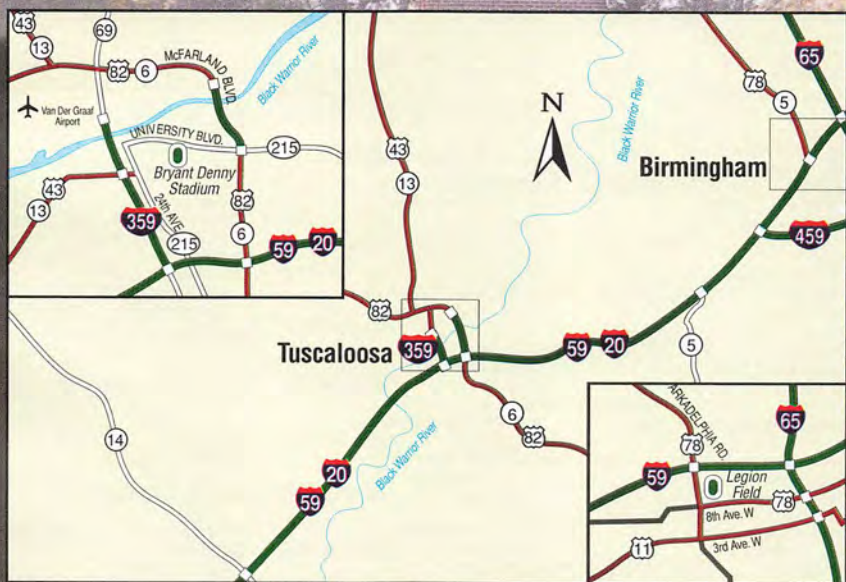 43
69
13
82
6
McFARLAND BLVD.
Black Warrior River
Van Der Graaf
Airport
UNIVERSITY BLVD.
215
Bryant Denny
Stadium
43
13
24TH AVE.
359
82
6
215
59
20
43
13
N
Black Warrior River
78
65
5
Birmingham
459
82
Tuscaloosa
359
59
20
5
6
82
14
20
59
Black Warrior River
ARKADELPHIA RD.
78
65
59
Legion
Field
8th Ave. W
78
11
3rd Ave. W